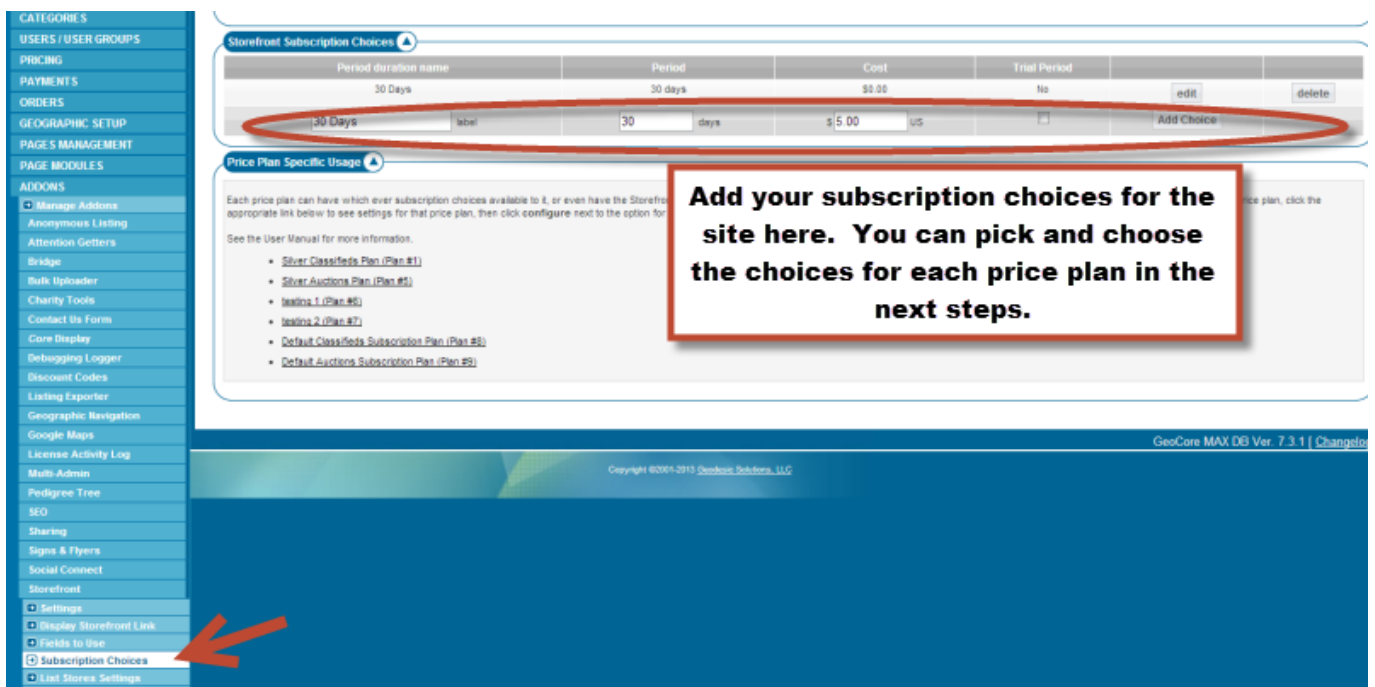 CATEGORIES
USERS / USER GROUPS
PRICING
PAYMENTS
ORDERS
GEOGRAPHIC SETUP
PAGES MANAGEMENT
PAGE MODULES
ADDONS
Manage Addons
Anonymous Listing
Attention Getters
Bridge
Bulk Uploader
Charity Tools
Contact Us Form
Core Display
Debugging Logger
Discount Codes
Listing Exporter
Geographic Navigation
Google Maps
License Activity Log
Multi-Admin
Pedigree Tree
SEO
Sharing
Signs & Flyers
Social Connect
Storefront
Settings
Display Storefront Link
Fields to Use
Subscription Choices
List Stores Settings
Storefront Subscription Choices
Period duration name Period Cost Trial Period
30 Days 30 days $0.00 No edit delete
30 Days label 30 days $ 5.00 US Add Choice
Price Plan Specific Usage
Each price plan can have which ever subscription choices available to it, or even have the Storefro rice plan, click the
appropriate link below to see settings for that price plan, then click configure next to the option for
See the User Manual for more information.
Silver Classifieds Plan (Plan #1)
Silver Auctions Plan (Plan #5)
testing 1 (Plan #6)
testing 2 (Plan #7)
Default Classifieds Subscription Plan (Plan #8)
Default Auctions Subscription Plan (Plan #9)
Add your subscription choices for the
site here. You can pick and choose
the choices for each price plan in the
next steps.
GeoCore MAX DB Ver. 7.3.1 [ Changelo
Copyright ©2001-2013 Geodesic Solutions, LLC